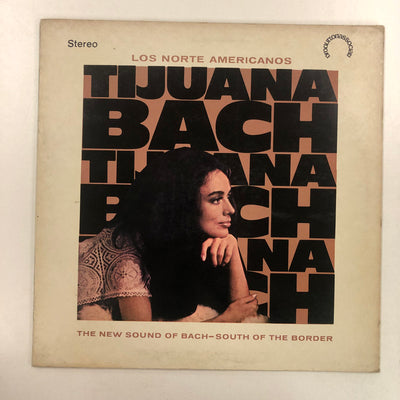 Stereo
LOS NORTE AMERICANOS
TIJUANA
BACH
TIJUANA
BACH
TIJUANA
BACH
THE NEW SOUND OF BACH—SOUTH OF THE BORDER